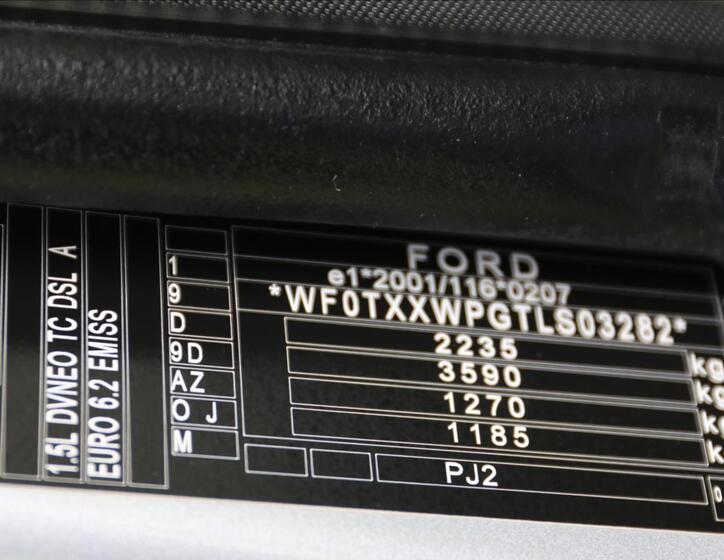 1.5L DVNEO TC DSL A
EURO 6.2 EMISS
1
9
D
9D
AZ
O J
M
FORD
e1*2001/116*0207
*WF0TXXWPGTLS03282*
2235 kg
3590
1270
1185
PJ2